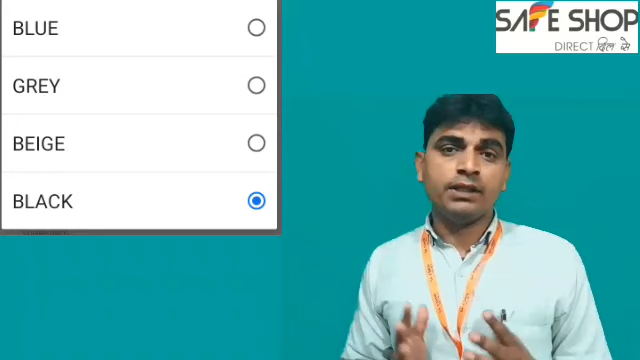 BLUE
GREY
BEIGE
BLACK
SAFE SHOP
DIRECT दिल से